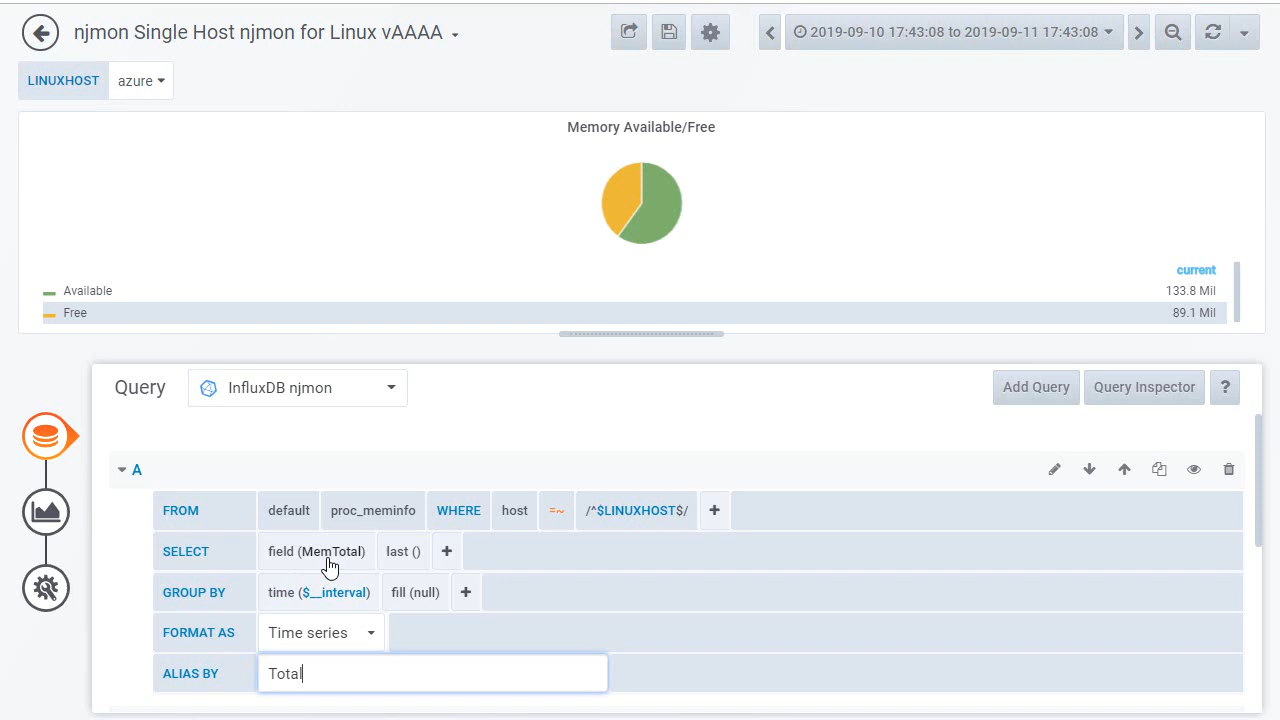 njmon Single Host njmon for Linux vAAAA
2019-09-10 17:43:08 to 2019-09-11 17:43:08
LINUXHOST azure
Memory Available/Free
current
Available 133.8 Mil
Free 89.1 Mil
Query InfluxDB njmon Add Query Query Inspector ?
A
FROM default proc_meminfo WHERE host =~ /^$LINUXHOST$/ +
SELECT field (MemTotal) last () +
GROUP BY time ($__interval) fill (null) +
FORMAT AS Time series
ALIAS BY Total